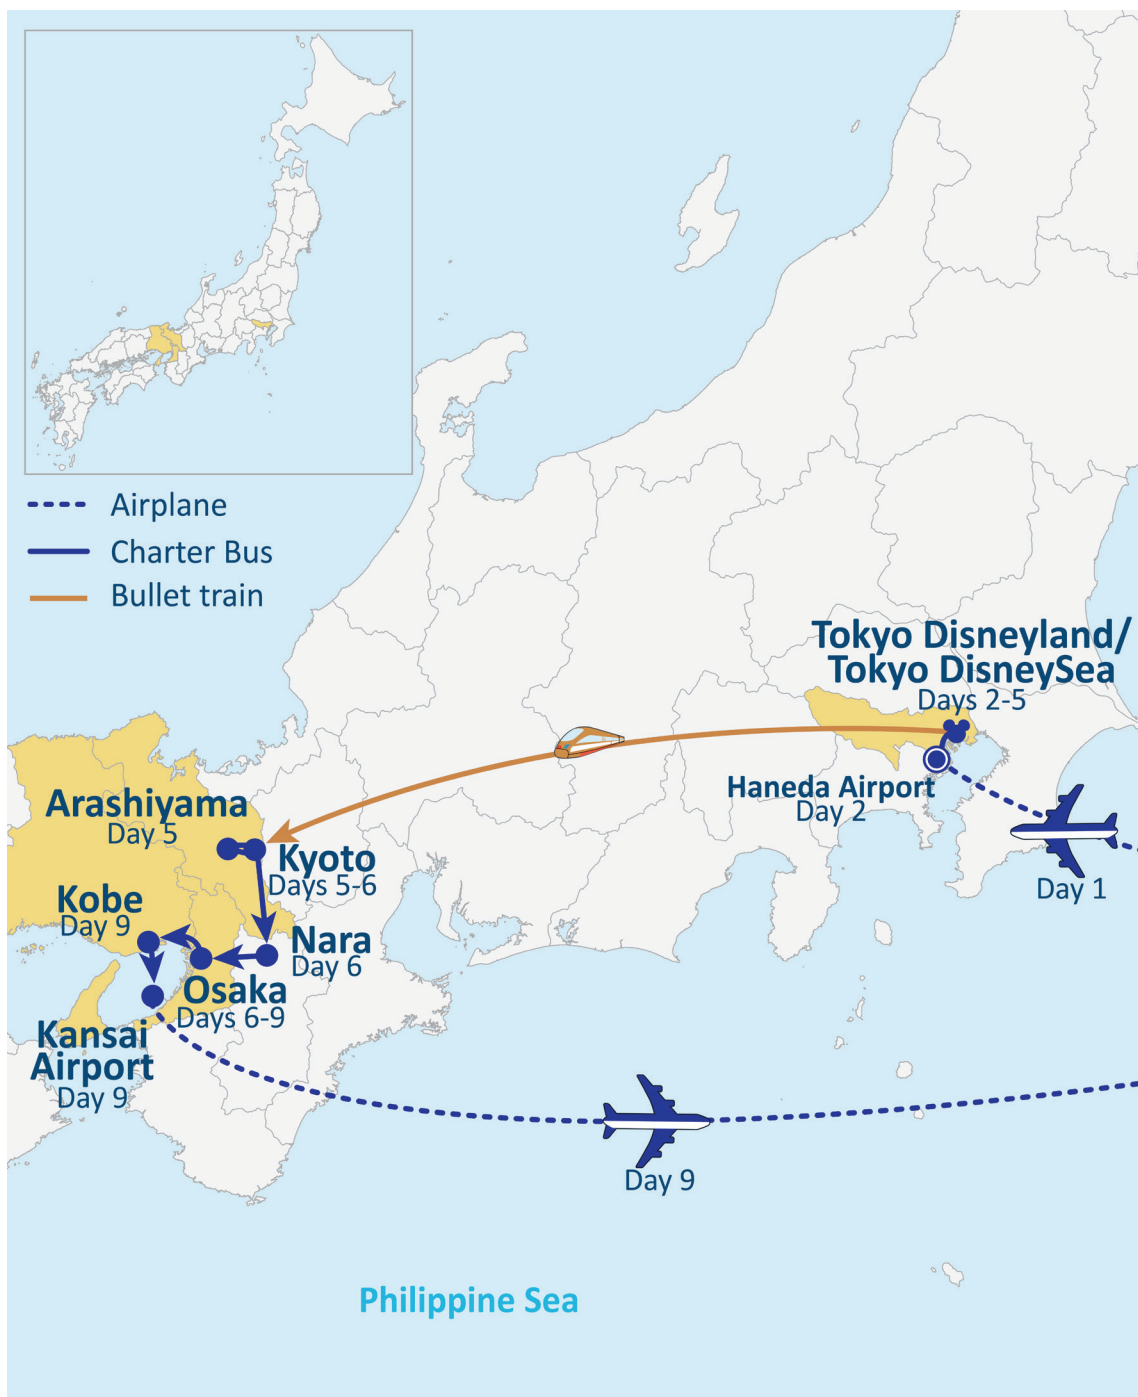 Airplane
Charter Bus
Bullet train
Tokyo Disneyland/
Tokyo DisneySea
Days 2-5
Haneda Airport
Day 2
Day 1
Arashiyama
Day 5
Kyoto
Days 5-6
Kobe
Day 9
Nara
Day 6
Osaka
Days 6-9
Kansai
Airport
Day 9
Day 9
Philippine Sea